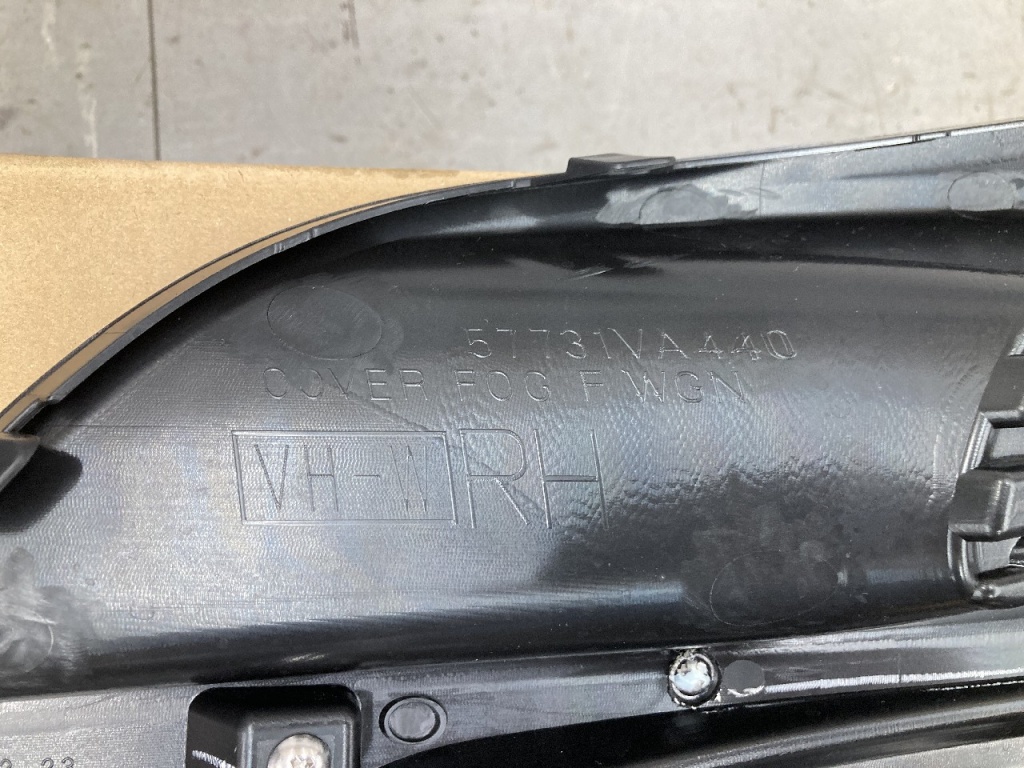 57731VA440
COVER FOG F WGN
VH-W RH